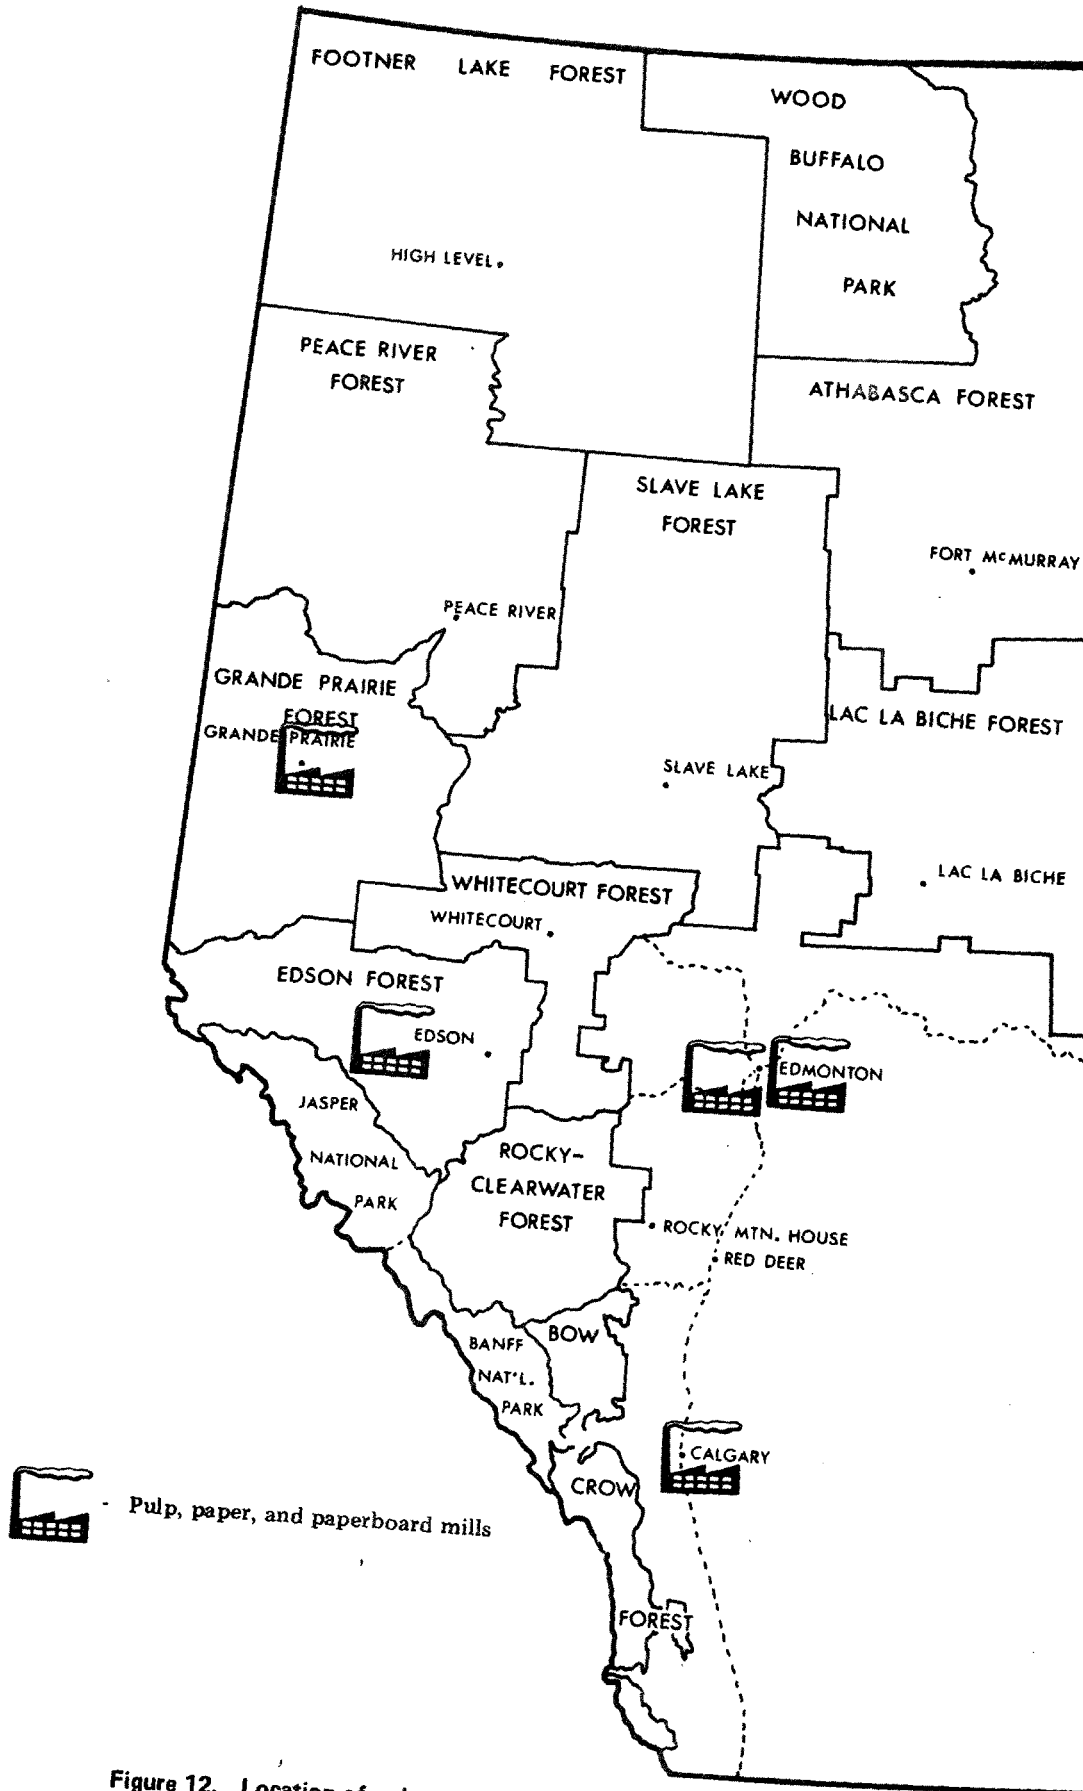 FOOTNER LAKE FOREST
WOOD
BUFFALO
NATIONAL
PARK
HIGH LEVEL
PEACE RIVER
FOREST
ATHABASCA FOREST
SLAVE LAKE
FOREST
FORT McMURRAY
PEACE RIVER
GRANDE PRAIRIE
FOREST
GRANDE PRAIRIE
LAC LA BICHE FOREST
SLAVE LAKE
LAC LA BICHE
WHITECOURT FOREST
WHITECOURT
EDSON FOREST
EDSON
EDMONTON
JASPER
NATIONAL
PARK
ROCKY-
CLEARWATER
FOREST
ROCKY MTN. HOUSE
RED DEER
BOW
BANFF
NAT'L.
PARK
CALGARY
CROW
FOREST
- Pulp, paper, and paperboard mills
Figure 12. Location of